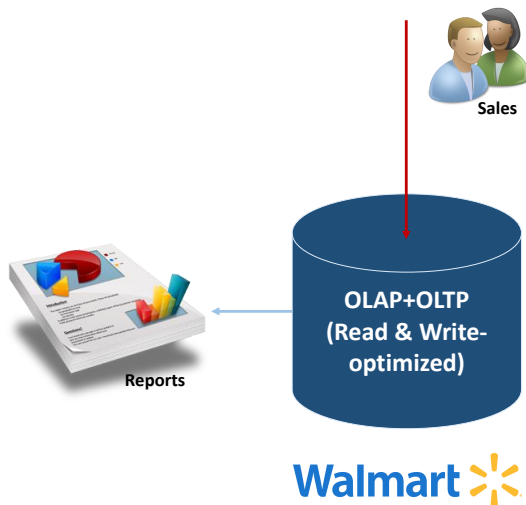 Sales
OLAP+OLTP
(Read & Write-
optimized)
Reports
Walmart